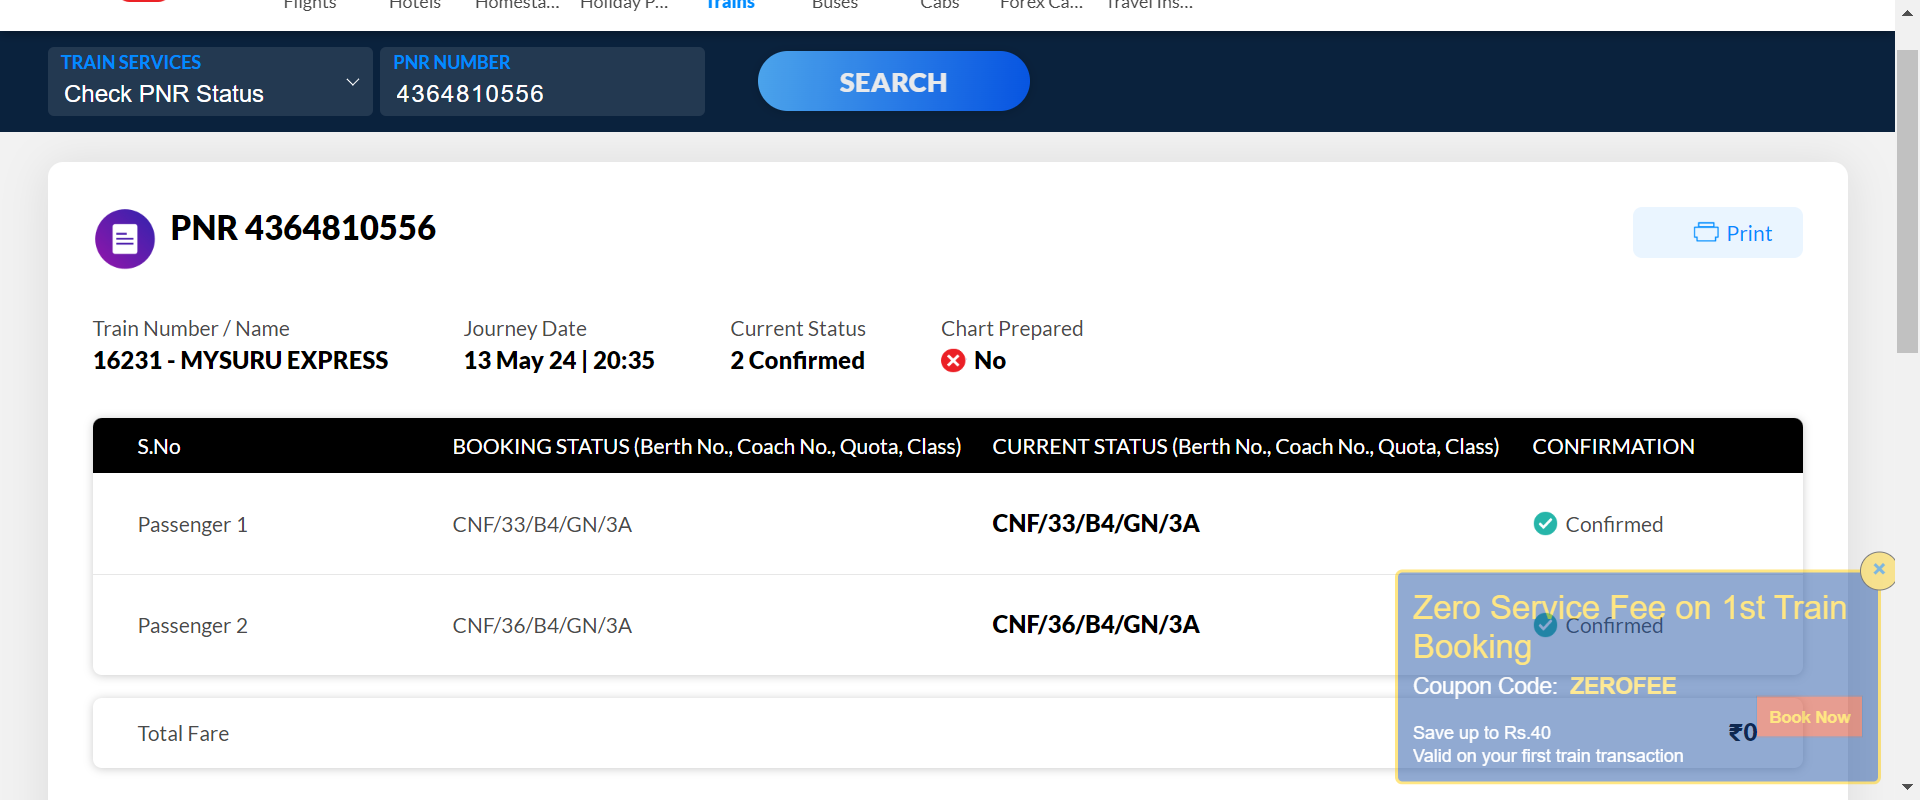 Flights Hotels Homesta... Holiday P... Trains Buses Cabs Forex Ca... Travel Ins...
TRAIN SERVICES
Check PNR Status
PNR NUMBER
4364810556
SEARCH
PNR 4364810556
Print
Train Number / Name
16231 - MYSURU EXPRESS
Journey Date
13 May 24 | 20:35
Current Status
2 Confirmed
Chart Prepared
No
S.No BOOKING STATUS (Berth No., Coach No., Quota, Class) CURRENT STATUS (Berth No., Coach No., Quota, Class) CONFIRMATION
Passenger 1 CNF/33/B4/GN/3A CNF/33/B4/GN/3A Confirmed
Passenger 2 CNF/36/B4/GN/3A CNF/36/B4/GN/3A Confirmed
Total Fare ₹0
Zero Service Fee on 1st Train
Booking
Coupon Code: ZEROFEE
Book Now
Save up to Rs.40
Valid on your first train transaction